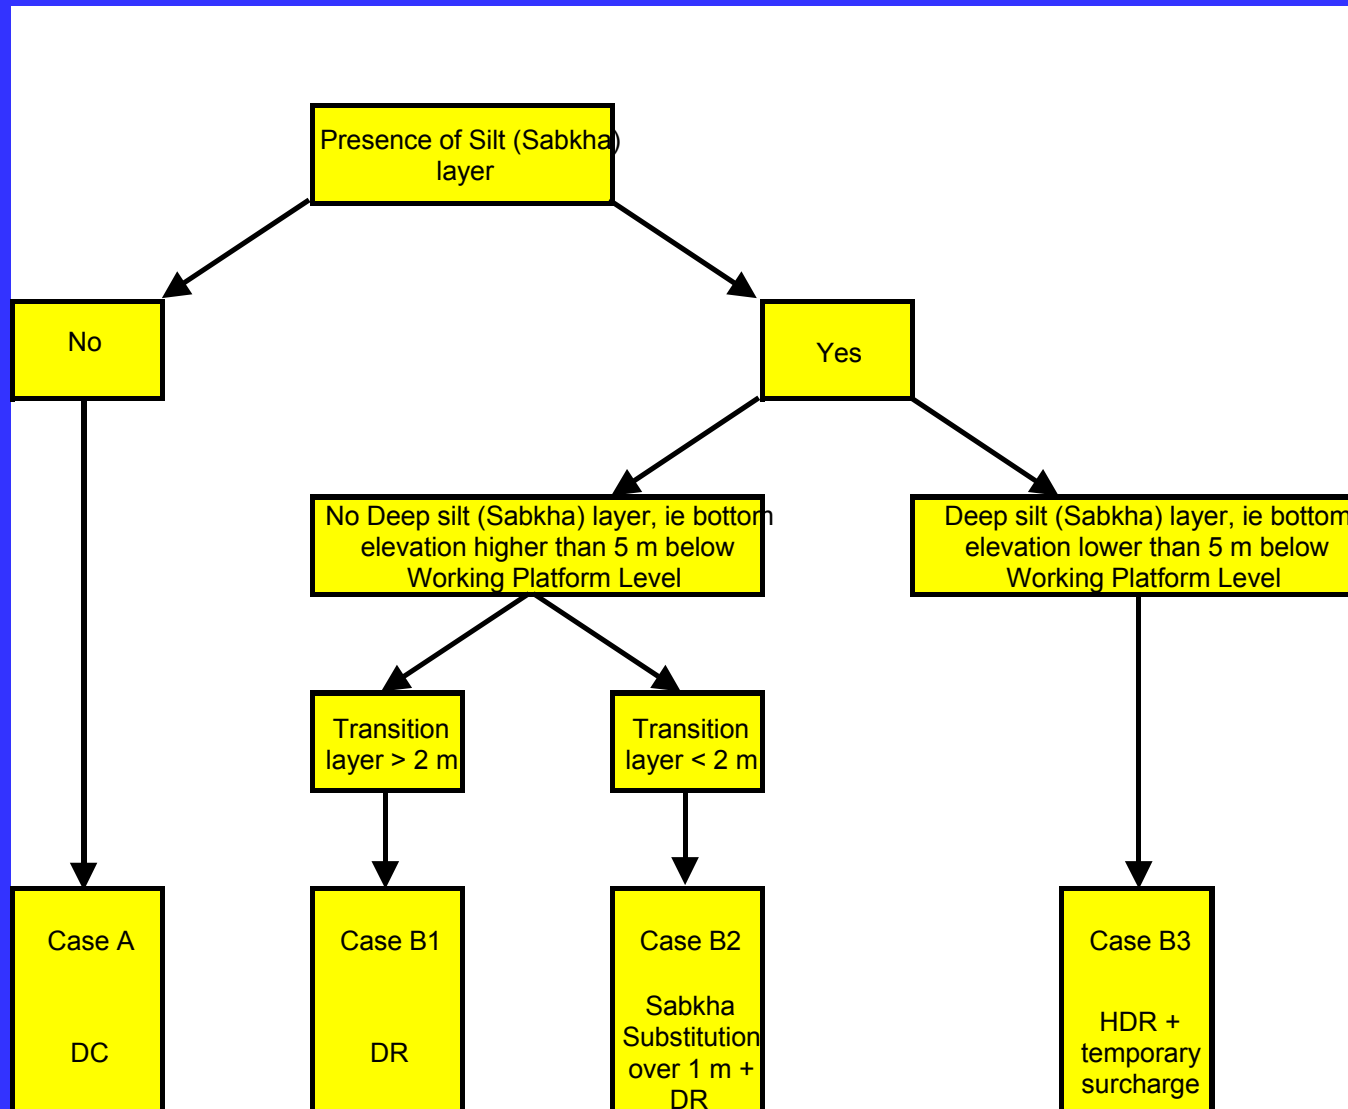 Presence of Silt (Sabkha)
layer
No
Yes
No Deep silt (Sabkha) layer, ie bottom
elevation higher than 5 m below
Working Platform Level
Deep silt (Sabkha) layer, ie bottom
elevation lower than 5 m below
Working Platform Level
Transition
layer > 2 m
Transition
layer < 2 m
Case A
DC
Case B1
DR
Case B2
Sabkha
Substitution
over 1 m +
DR
Case B3
HDR +
temporary
surcharge